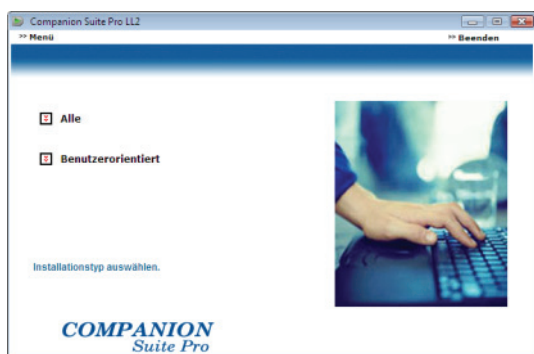 Companion Suite Pro LL2
>> Menü
>> Beenden
Alle
Benutzerorientiert
Installationstyp auswählen.
COMPANION
Suite Pro